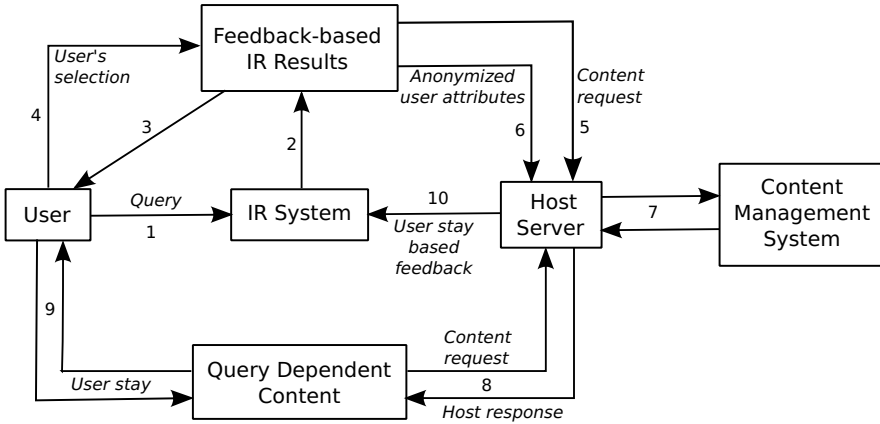 Feedback-based
IR Results
User's
selection
Anonymized
user attributes
Content
request
4
3
2
6
5
User
Query
1
IR System
10
User stay
based
feedback
Host
Server
7
Content
Management
System
9
User stay
Query Dependent
Content
Content
request
8
Host response